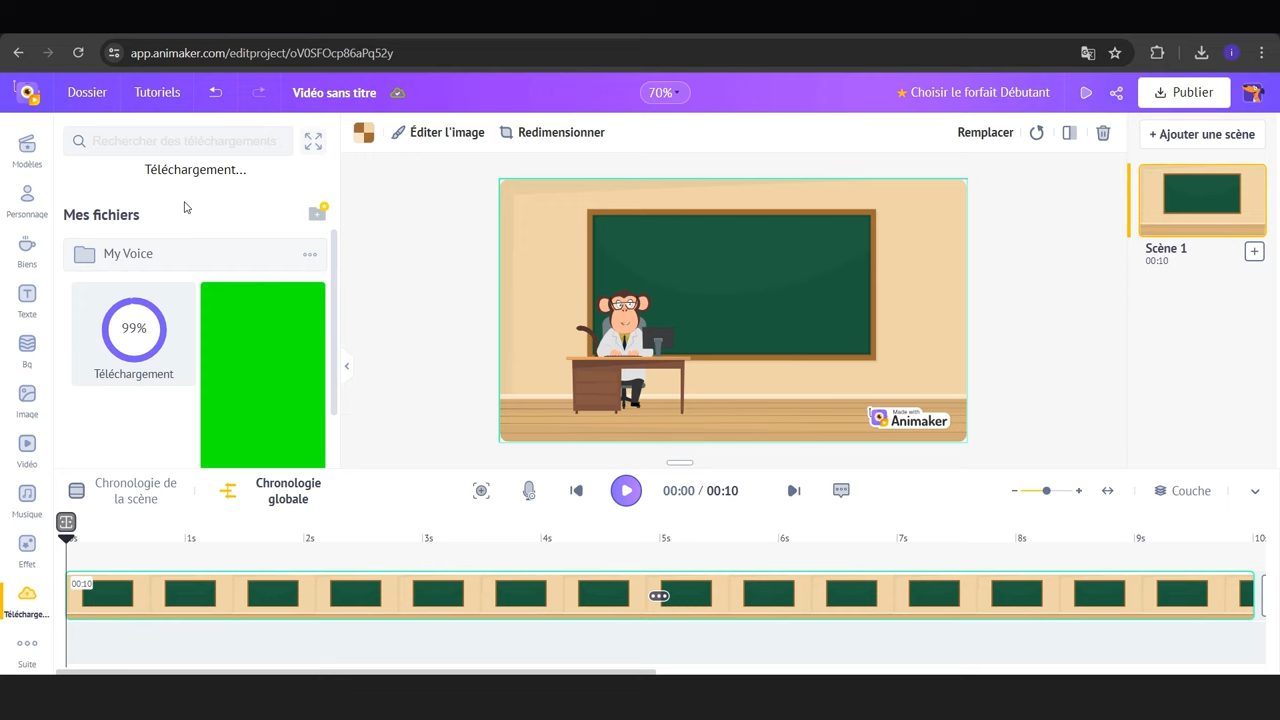 app.animaker.com/editproject/oV0SFOcp86aPq52y
i
Dossier
Tutoriels
Vidéo sans titre
70%
Choisir le forfait Débutant
Publier
Modèles
Personnage
Biens
Texte
Bq
Image
Vidéo
Musique
Effet
Télécharge...
Suite
Rechercher des téléchargements
Téléchargement...
Mes fichiers
My Voice
99%
Téléchargement
Éditer l'image
Redimensionner
Remplacer
Made with
Animaker
+ Ajouter une scène
Scène 1
00:10
Chronologie de
la scène
Chronologie
globale
00:00 / 00:10
Couche
1s
2s
3s
4s
5s
6s
7s
8s
9s
10s
00:10